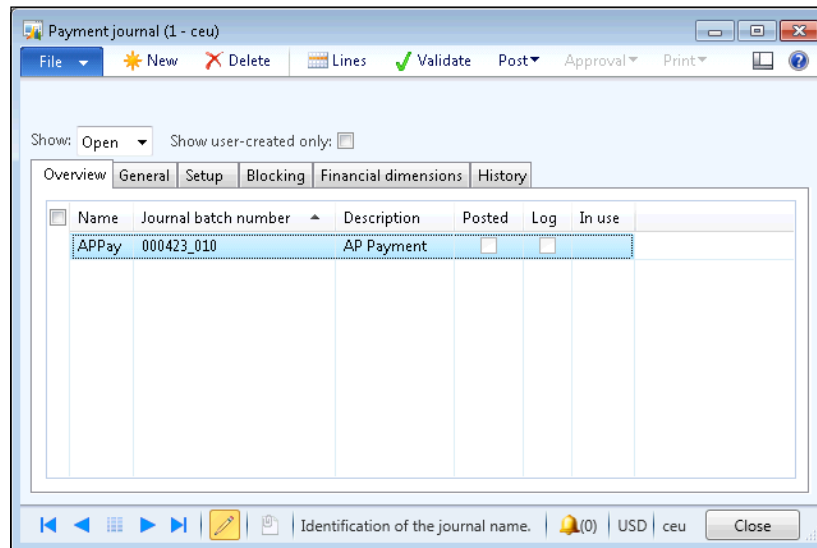 Payment journal (1 - ceu)
File New Delete Lines Validate Post Approval Print
Show: Open Show user-created only:
Overview General Setup Blocking Financial dimensions History
Name Journal batch number Description Posted Log In use
APPay 000423_010 AP Payment
Identification of the journal name. (0) USD ceu Close